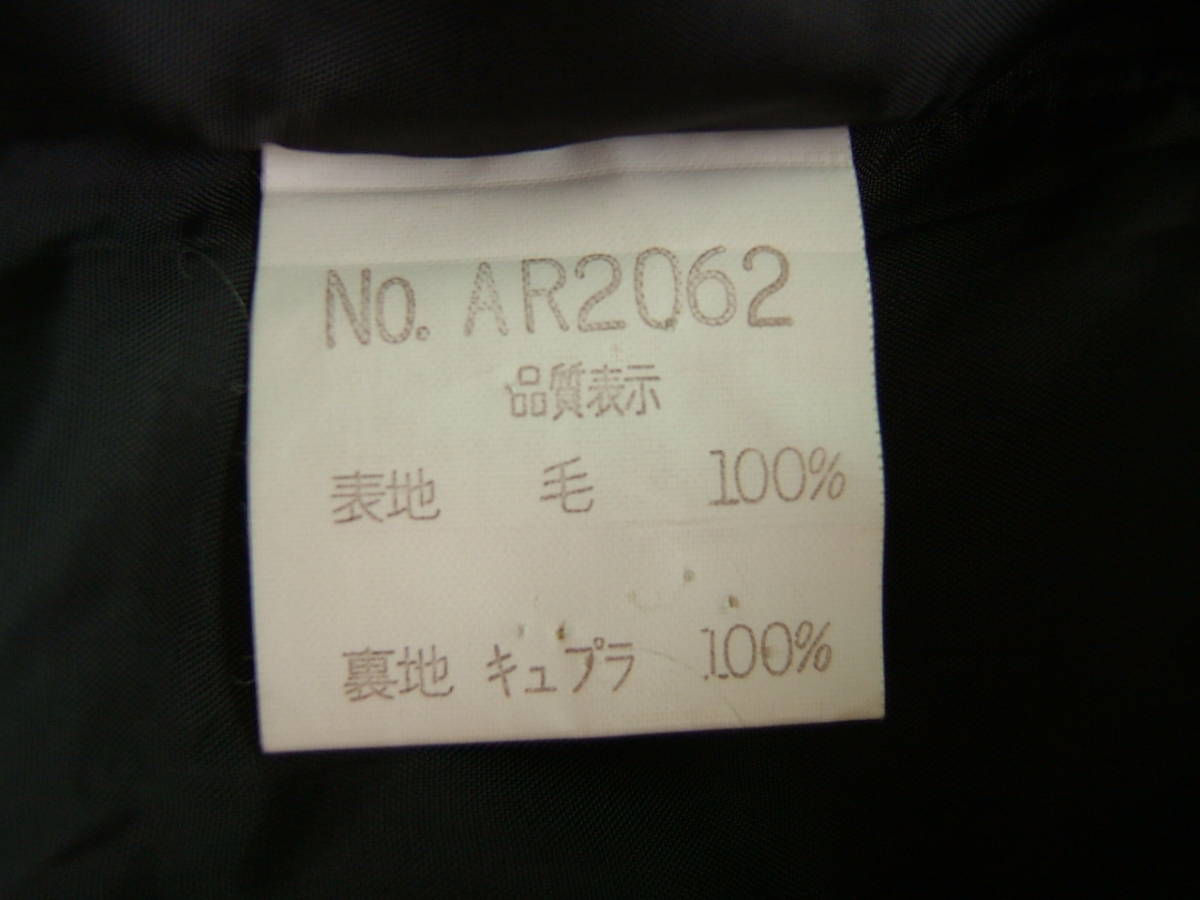 No. AR2062
品質表示
表地 毛 100%
裏地 キュプラ 100%